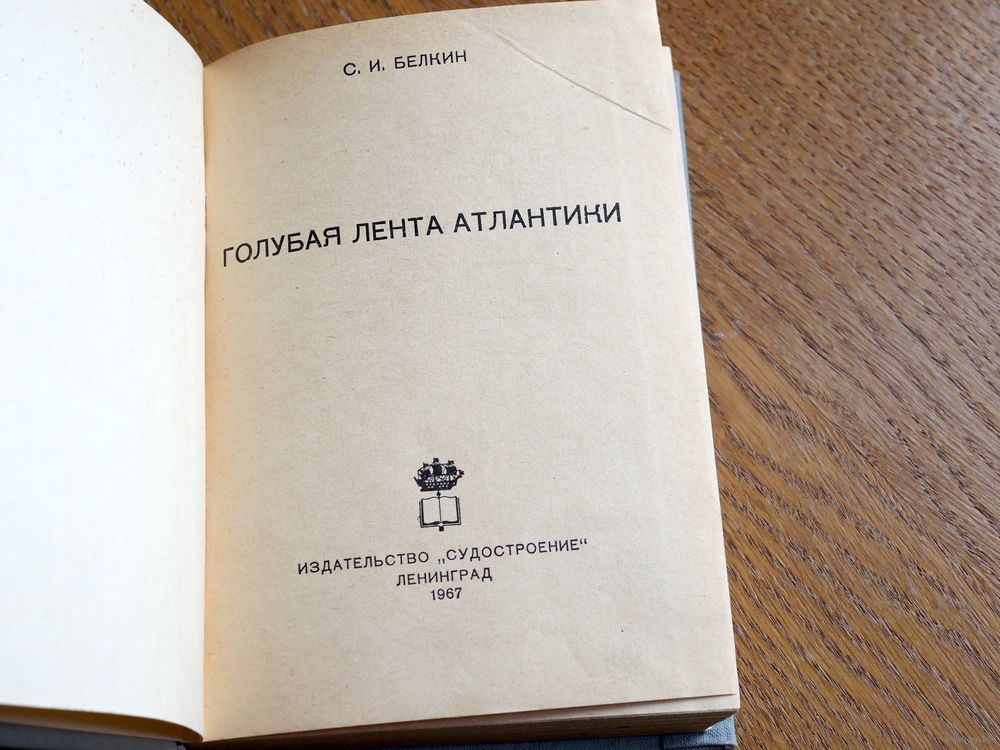 С. И. БЕЛКИН
ГОЛУБАЯ ЛЕНТА АТЛАНТИКИ
ИЗДАТЕЛЬСТВО „СУДОСТРОЕНИЕ“
ЛЕНИНГРАД
1967